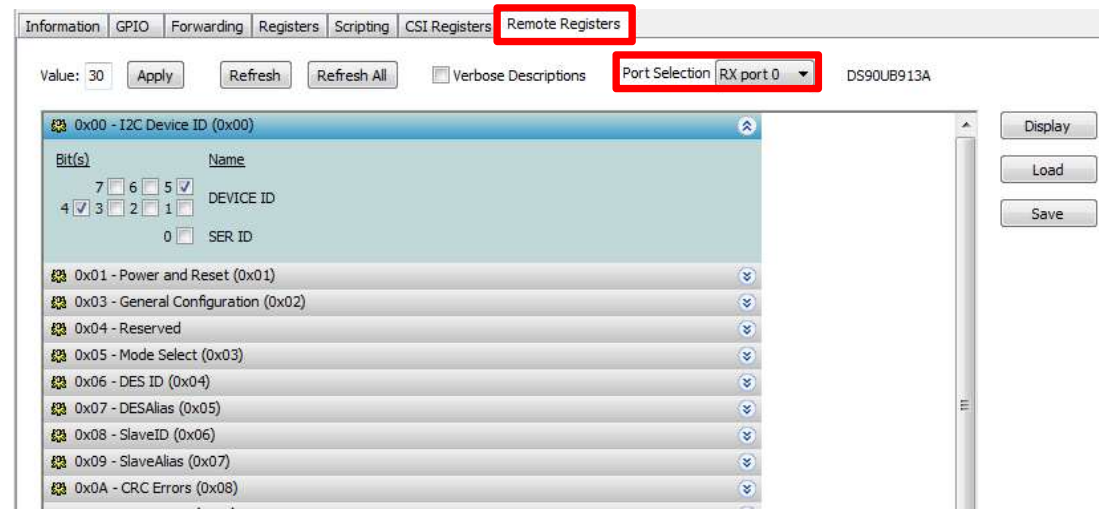 Information GPIO Forwarding Registers Scripting CSI Registers Remote Registers
Value: 30 Apply Refresh Refresh All Verbose Descriptions Port Selection RX port 0 DS90UB913A
0x00 - I2C Device ID (0x00)
Display
Bit(s) Name
Load
7 6 5
DEVICE ID
4 3 2 1
Save
0 SER ID
0x01 - Power and Reset (0x01)
0x03 - General Configuration (0x02)
0x04 - Reserved
0x05 - Mode Select (0x03)
0x06 - DES ID (0x04)
0x07 - DESAlias (0x05)
0x08 - SlaveID (0x06)
0x09 - SlaveAlias (0x07)
0x0A - CRC Errors (0x08)